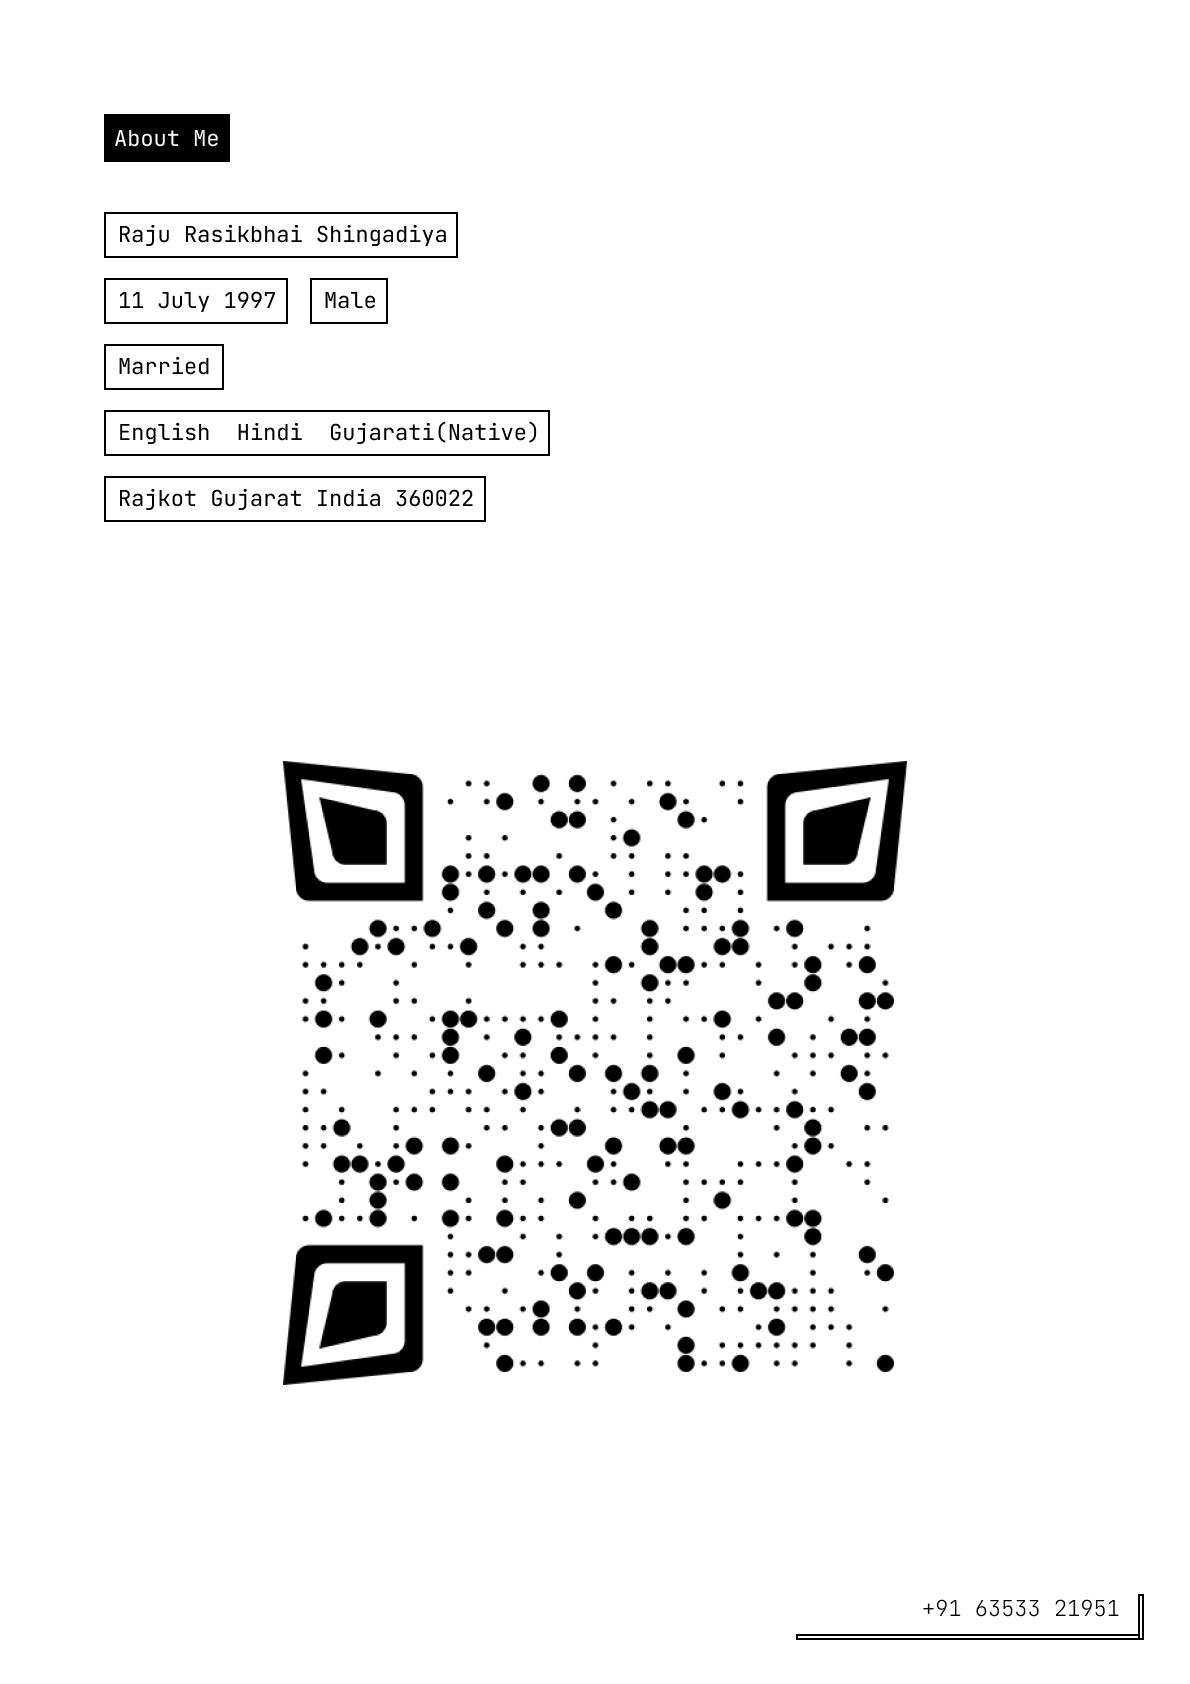 About Me
Raju Rasikbhai Shingadiya
11 July 1997 Male
Married
English  Hindi  Gujarati(Native)
Rajkot Gujarat India 360022
+91 63533 21951